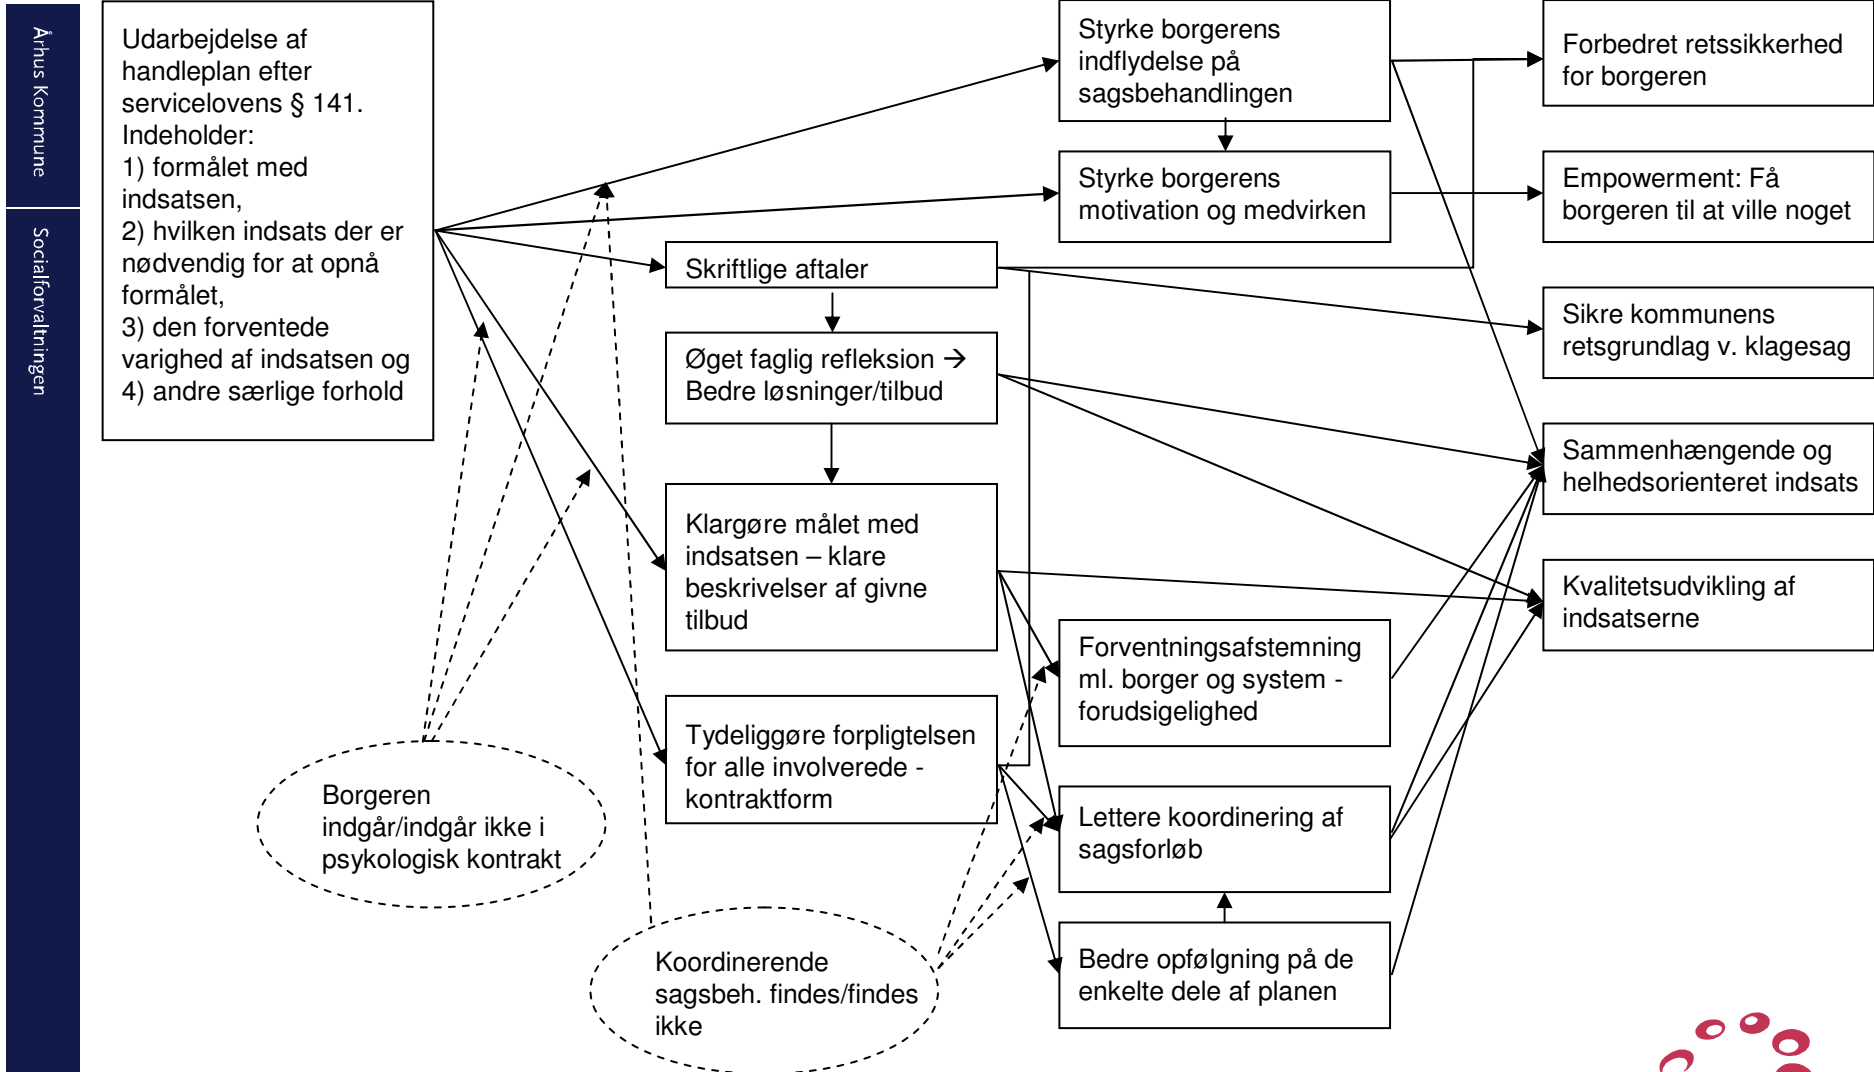 Århus Kommune
Socialforvaltningen
Udarbejdelse af
handleplan efter
servicelovens § 141.
Indeholder:
1) formålet med
indsatsen,
2) hvilken indsats der er
nødvendig for at opnå
formålet,
3) den forventede
varighed af indsatsen og
4) andre særlige forhold
Styrke borgerens
indflydelse på
sagsbehandlingen
Styrke borgerens
motivation og medvirken
Skriftlige aftaler
Øget faglig refleksion →
Bedre løsninger/tilbud
Klargøre målet med
indsatsen – klare
beskrivelser af givne
tilbud
Tydeliggøre forpligtelsen
for alle involverede -
kontraktform
Forventningsafstemning
ml. borger og system -
forudsigelighed
Lettere koordinering af
sagsforløb
Bedre opfølgning på de
enkelte dele af planen
Forbedret retssikkerhed
for borgeren
Empowerment: Få
borgeren til at ville noget
Sikre kommunens
retsgrundlag v. klagesag
Sammenhængende og
helhedsorienteret indsats
Kvalitetsudvikling af
indsatserne
Borgeren
indgår/indgår ikke i
psykologisk kontrakt
Koordinerende
sagsbeh. findes/findes
ikke